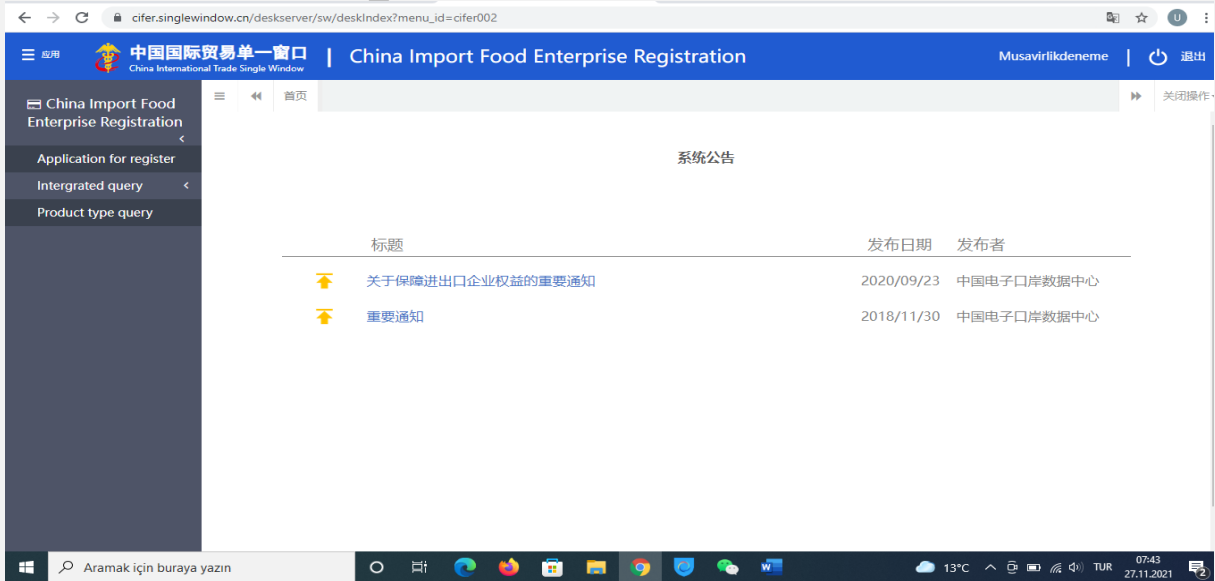 cifer.singlewindow.cn/deskserver/sw/deskIndex?menu_id=cifer002
U
应用
中国国际贸易单一窗口
China International Trade Single Window
| China Import Food Enterprise Registration
Musavirlikdeneme | 退出
China Import Food
Enterprise Registration
Application for register
Intergrated query
Product type query
首页
关闭操作
系统公告
标题 发布日期 发布者
关于保障进出口企业权益的重要通知 2020/09/23 中国电子口岸数据中心
重要通知 2018/11/30 中国电子口岸数据中心
Aramak için buraya yazın
W
13°C
TUR
07:43
27.11.2021
2